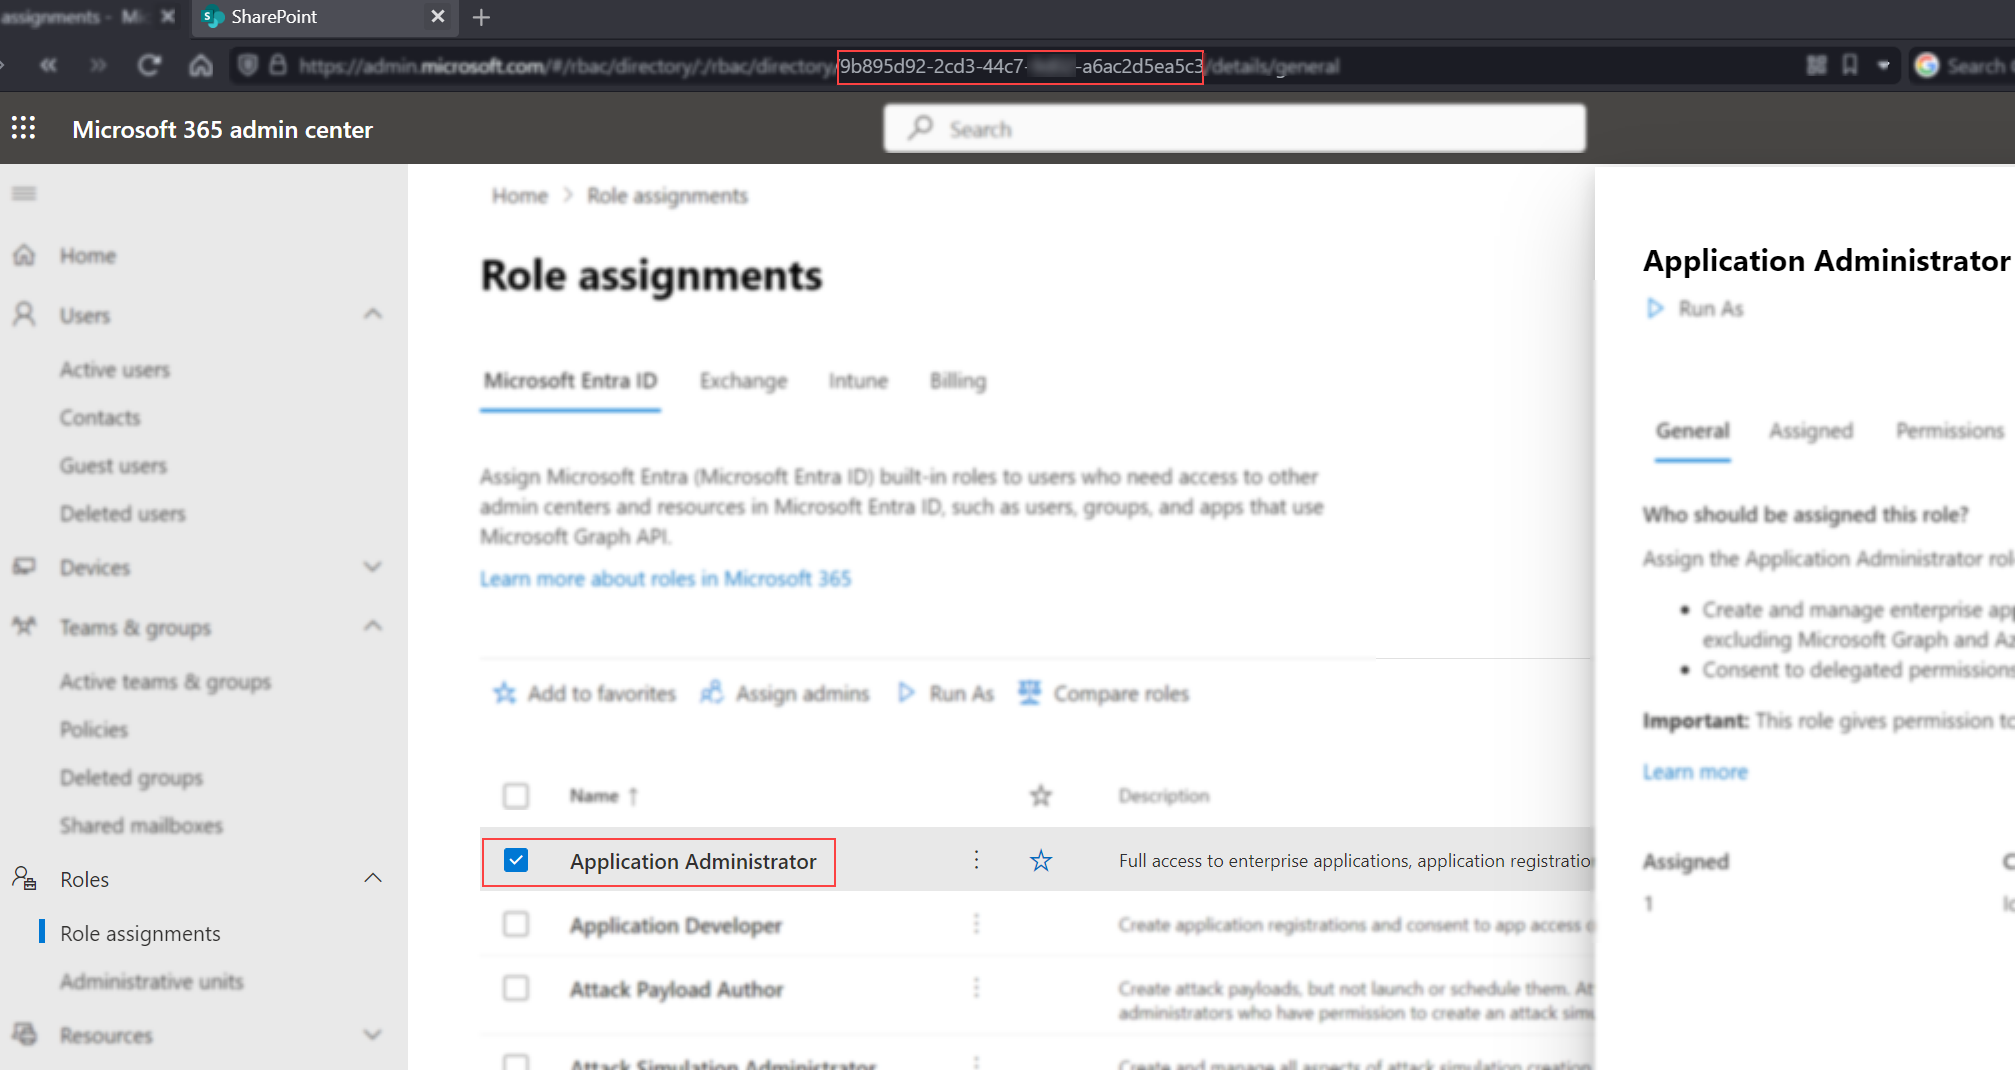 assignments - Mi
SharePoint
https://admin.microsoft.com/#/rbac/directory/:/rbac/directory/9b895d92-2cd3-44c7- -a6ac2d5ea5c3/details/general
Search
Microsoft 365 admin center
Search
Home
Users
Active users
Contacts
Guest users
Deleted users
Devices
Teams & groups
Active teams & groups
Policies
Deleted groups
Shared mailboxes
Roles
Role assignments
Administrative units
Resources
Home > Role assignments
Role assignments
Microsoft Entra ID Exchange Intune Billing
Assign Microsoft Entra (Microsoft Entra ID) built-in roles to users who need access to other
admin centers and resources in Microsoft Entra ID, such as users, groups, and apps that use
Microsoft Graph API.
Learn more about roles in Microsoft 365
Add to favorites Assign admins Run As Compare roles
Name ↑ Description
Application Administrator Full access to enterprise applications, application registratio
Application Developer Create application registrations and consent to app access
Attack Payload Author Create attack payloads, but not launch or schedule them. At
administrators who have permission to create an attack simu
Attack Simulation Administrator Create and manage all aspects of attack simulation creation
Application Administrator
Run As
General Assigned Permissions
Who should be assigned this role?
Assign the Application Administrator rol
• Create and manage enterprise app
excluding Microsoft Graph and Az
• Consent to delegated permissions
Important: This role gives permission to
Learn more
Assigned
1